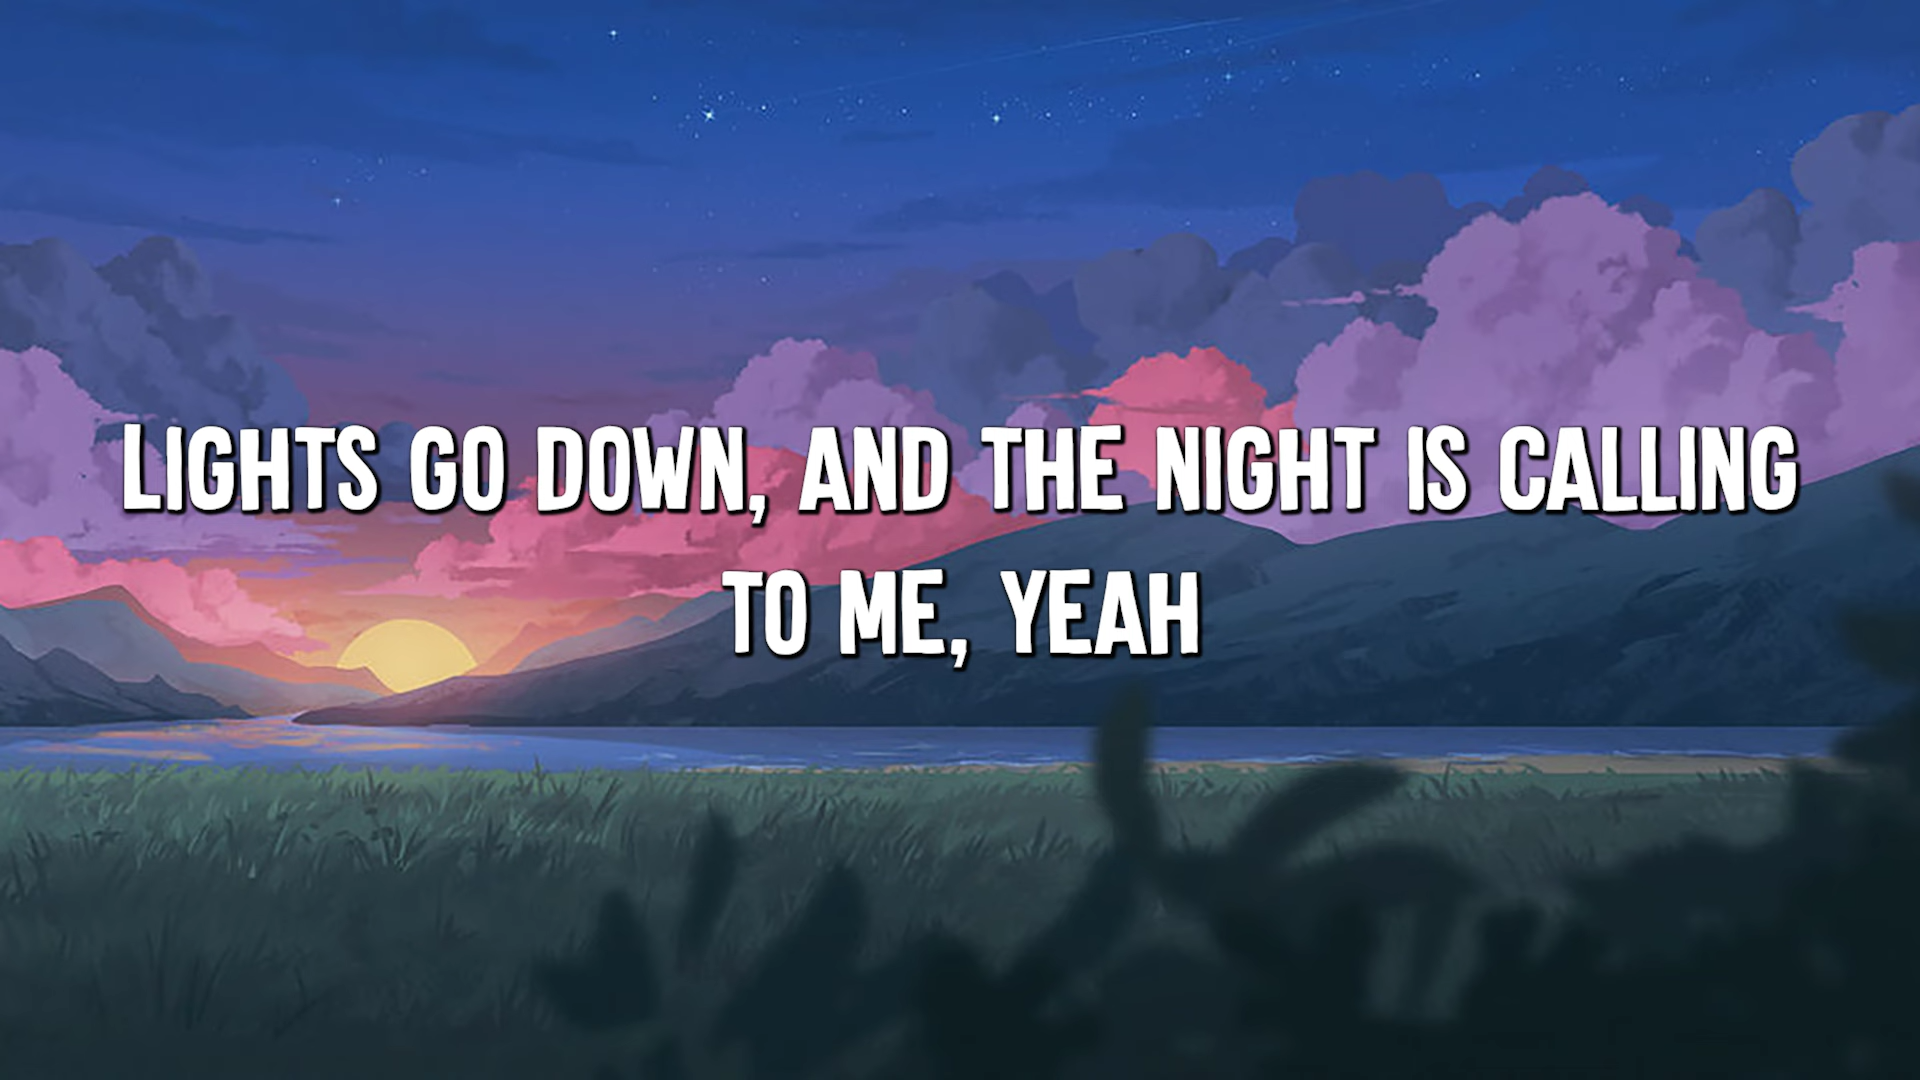 LIGHTS GO DOWN, AND THE NIGHT IS CALLING
TO ME, YEAH